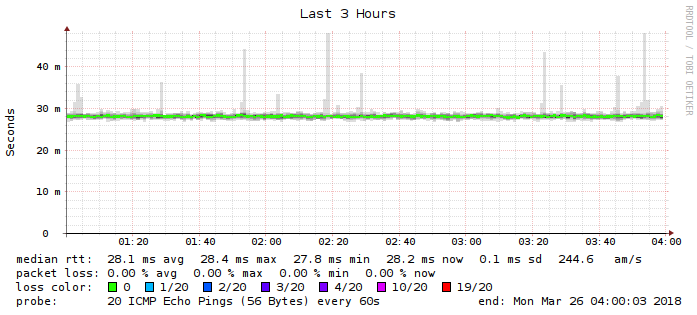 Last 3 Hours
RRDTOOL / TOBI OETIKER
Seconds
40 m
30 m
20 m
10 m
0
01:20 01:40 02:00 02:20 02:40 03:00 03:20 03:40 04:00
median rtt: 28.1 ms avg 28.4 ms max 27.8 ms min 28.2 ms now 0.1 ms sd 244.6 am/s
packet loss: 0.00 % avg 0.00 % max 0.00 % min 0.00 % now
loss color: 0 1/20 2/20 3/20 4/20 10/20 19/20
probe: 20 ICMP Echo Pings (56 Bytes) every 60s end: Mon Mar 26 04:00:03 2018